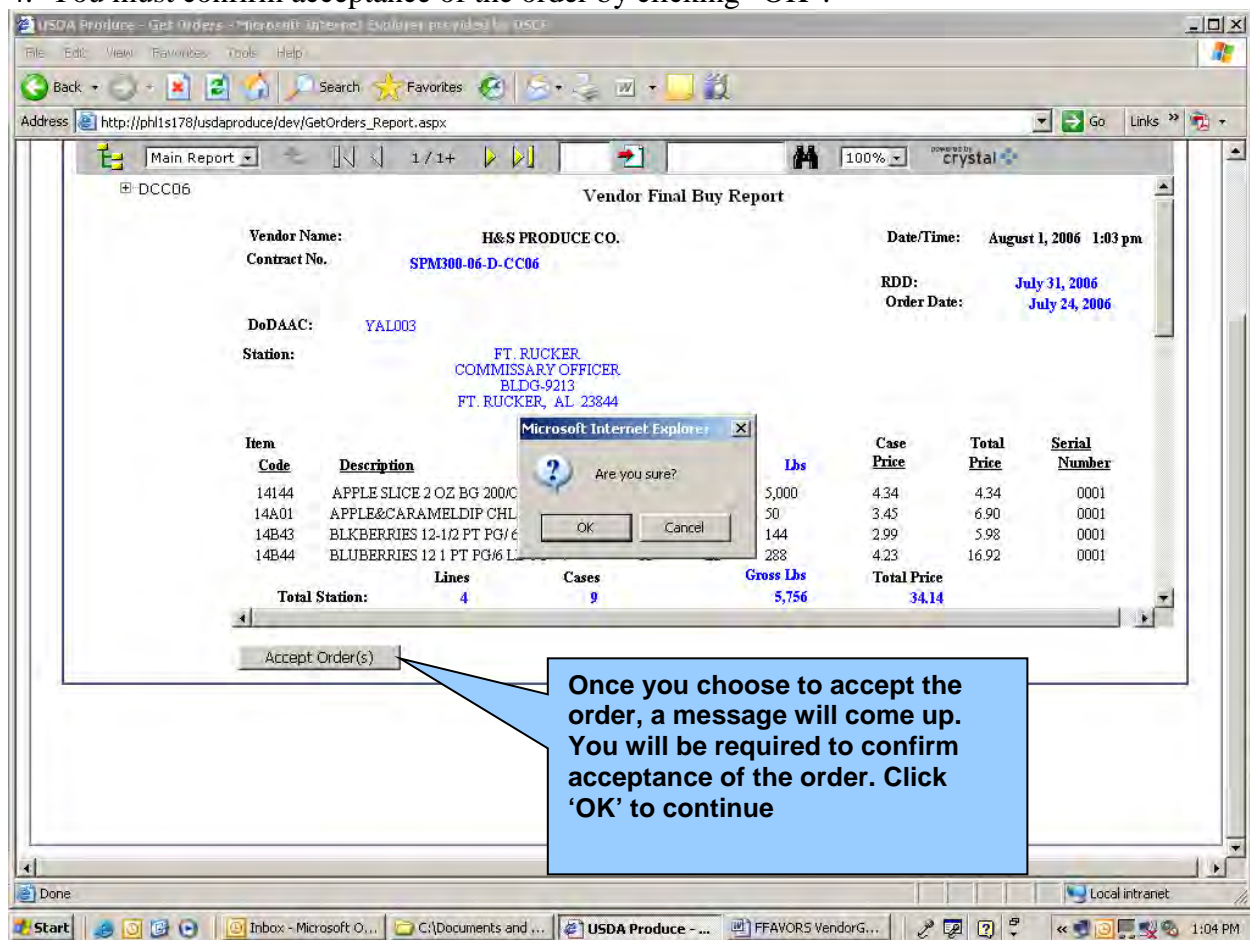 4. You must confirm acceptance of the order by clicking "OK".
USDA Produce - Get Orders - Microsoft Internet Explorer provided by DSCP
File Edit View Favorites Tools Help
Back Search Favorites
Address http://phl1s178/usdaproduce/dev/GetOrders_Report.aspx Go Links »
Main Report 1 / 1+ 100% powered by crystal
DCC06
Vendor Final Buy Report
Vendor Name: H&S PRODUCE CO. Date/Time: August 1, 2006 1:03 pm
Contract No. SPM300-06-D-CC06
RDD: July 31, 2006
Order Date: July 24, 2006
DoDAAC: YAL003
Station: FT. RUCKER
COMMISSARY OFFICER
BLDG-9213
FT. RUCKER, AL 23844
Microsoft Internet Explorer X
Are you sure?
OK Cancel
Item Case Total Serial
Code Description Lbs Price Price Number
14144 APPLE SLICE 2 OZ BG 200/C 5,000 4.34 4.34 0001
14A01 APPLE&CARAMELDIP CHL 50 3.45 6.90 0001
14B43 BLKBERRIES 12-1/2 PT PG/6 144 2.99 5.98 0001
14B44 BLUBERRIES 12 1 PT PG/6 L 288 4.23 16.92 0001
Lines Cases Gross Lbs Total Price
Total Station: 4 9 5,756 34.14
Accept Order(s)
Once you choose to accept the
order, a message will come up.
You will be required to confirm
acceptance of the order. Click
‘OK’ to continue
Done Local intranet
Start Inbox - Microsoft O... C:\Documents and ... USDA Produce - ... FFAVORS VendorG... « 1:04 PM